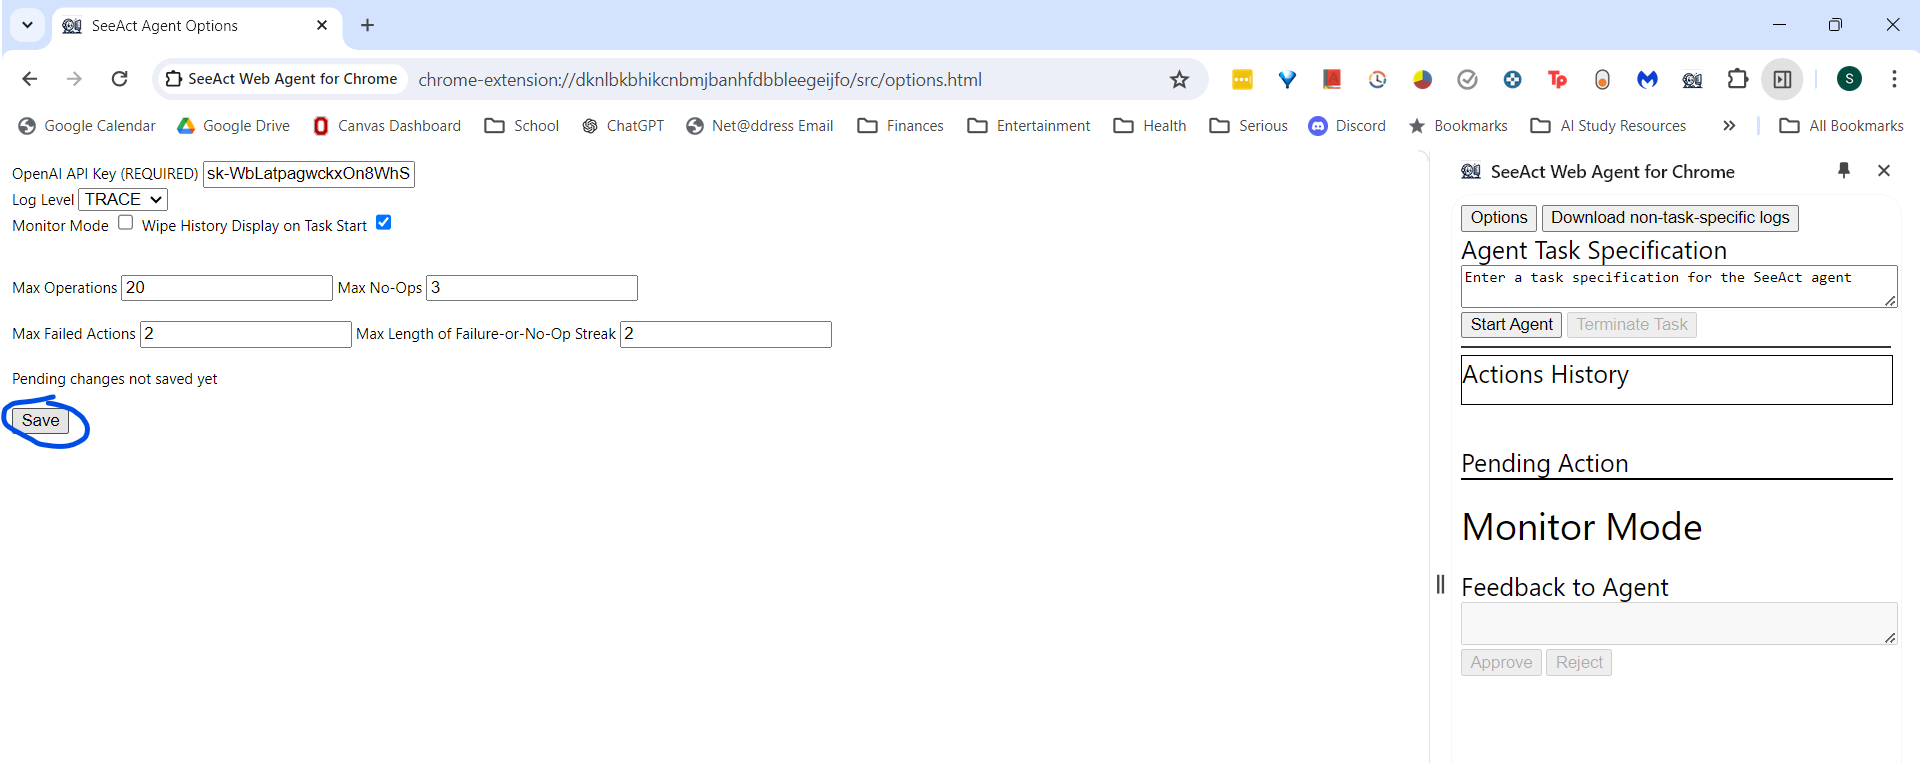 SeeAct Agent Options
SeeAct Web Agent for Chrome chrome-extension://dknlbkbhikcnbmjbanhfdbbleegeijfo/src/options.html
Tp
S
Google Calendar Google Drive Canvas Dashboard School ChatGPT Net@ddress Email Finances Entertainment Health Serious Discord Bookmarks AI Study Resources » All Bookmarks
OpenAI API Key (REQUIRED) sk-WbLatpagwckxOn8WhS
Log Level TRACE
Monitor Mode Wipe History Display on Task Start
Max Operations 20 Max No-Ops 3
Max Failed Actions 2 Max Length of Failure-or-No-Op Streak 2
Pending changes not saved yet
Save
SeeAct Web Agent for Chrome
Options Download non-task-specific logs
Agent Task Specification
Enter a task specification for the SeeAct agent
Start Agent Terminate Task
Actions History
Pending Action
Monitor Mode
Feedback to Agent
Approve Reject